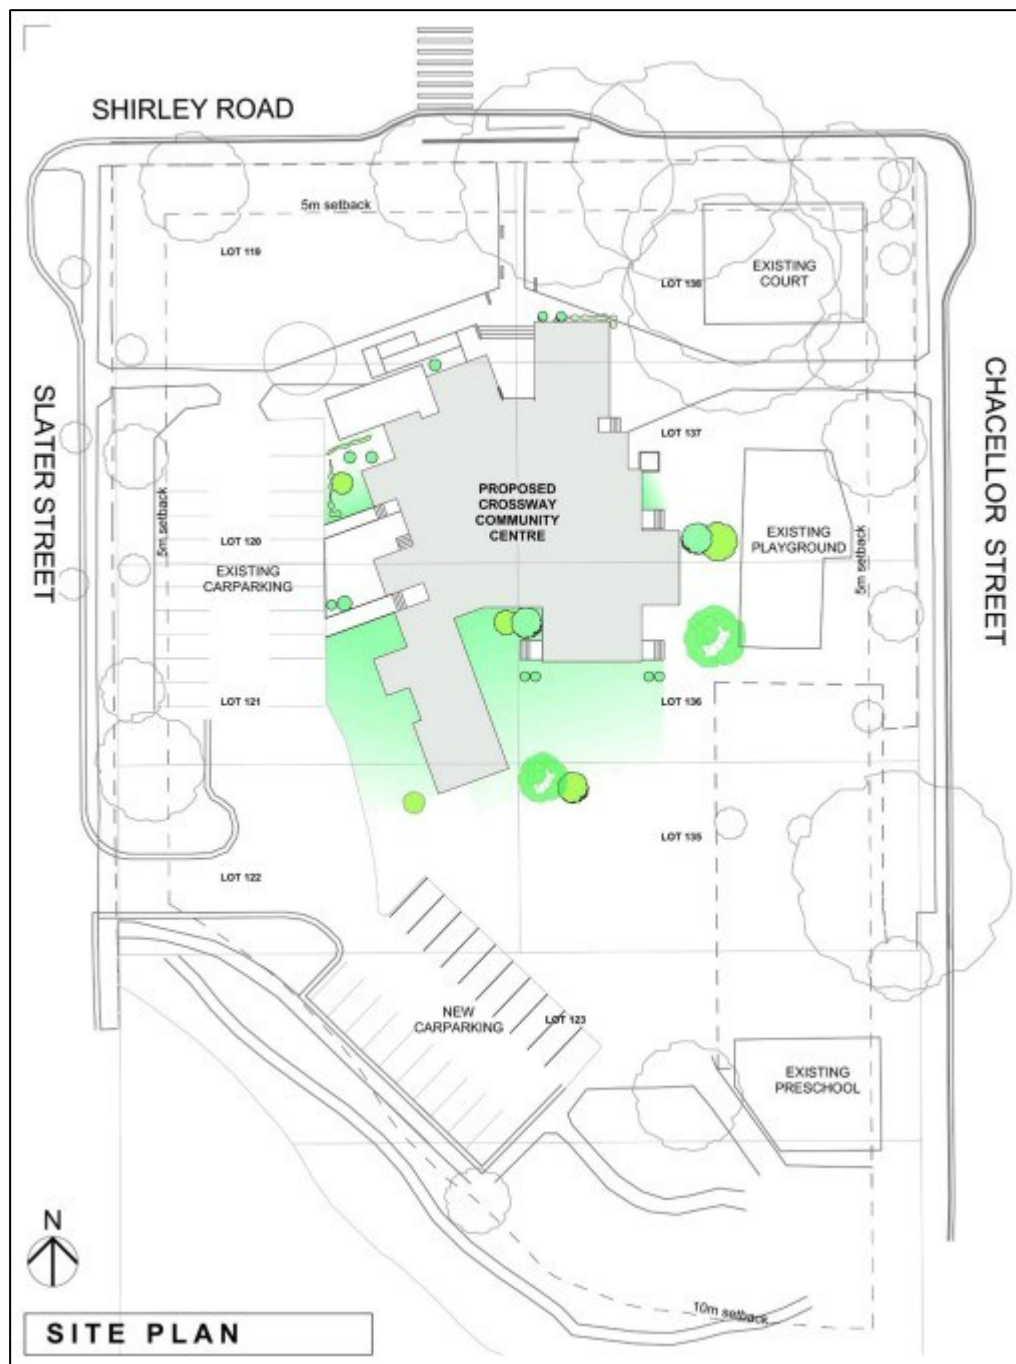 SHIRLEY ROAD
5m setback
LOT 119
LOT 138
EXISTING
COURT
SLATER STREET
CHACELLOR STREET
LOT 137
5m setback
PROPOSED
CROSSWAY
COMMUNITY
CENTRE
EXISTING
PLAYGROUND
5m setback
LOT 120
EXISTING
CARPARKING
LOT 121
LOT 136
LOT 135
LOT 122
NEW
CARPARKING
LOT 123
EXISTING
PRESCHOOL
N
10m setback
SITE PLAN